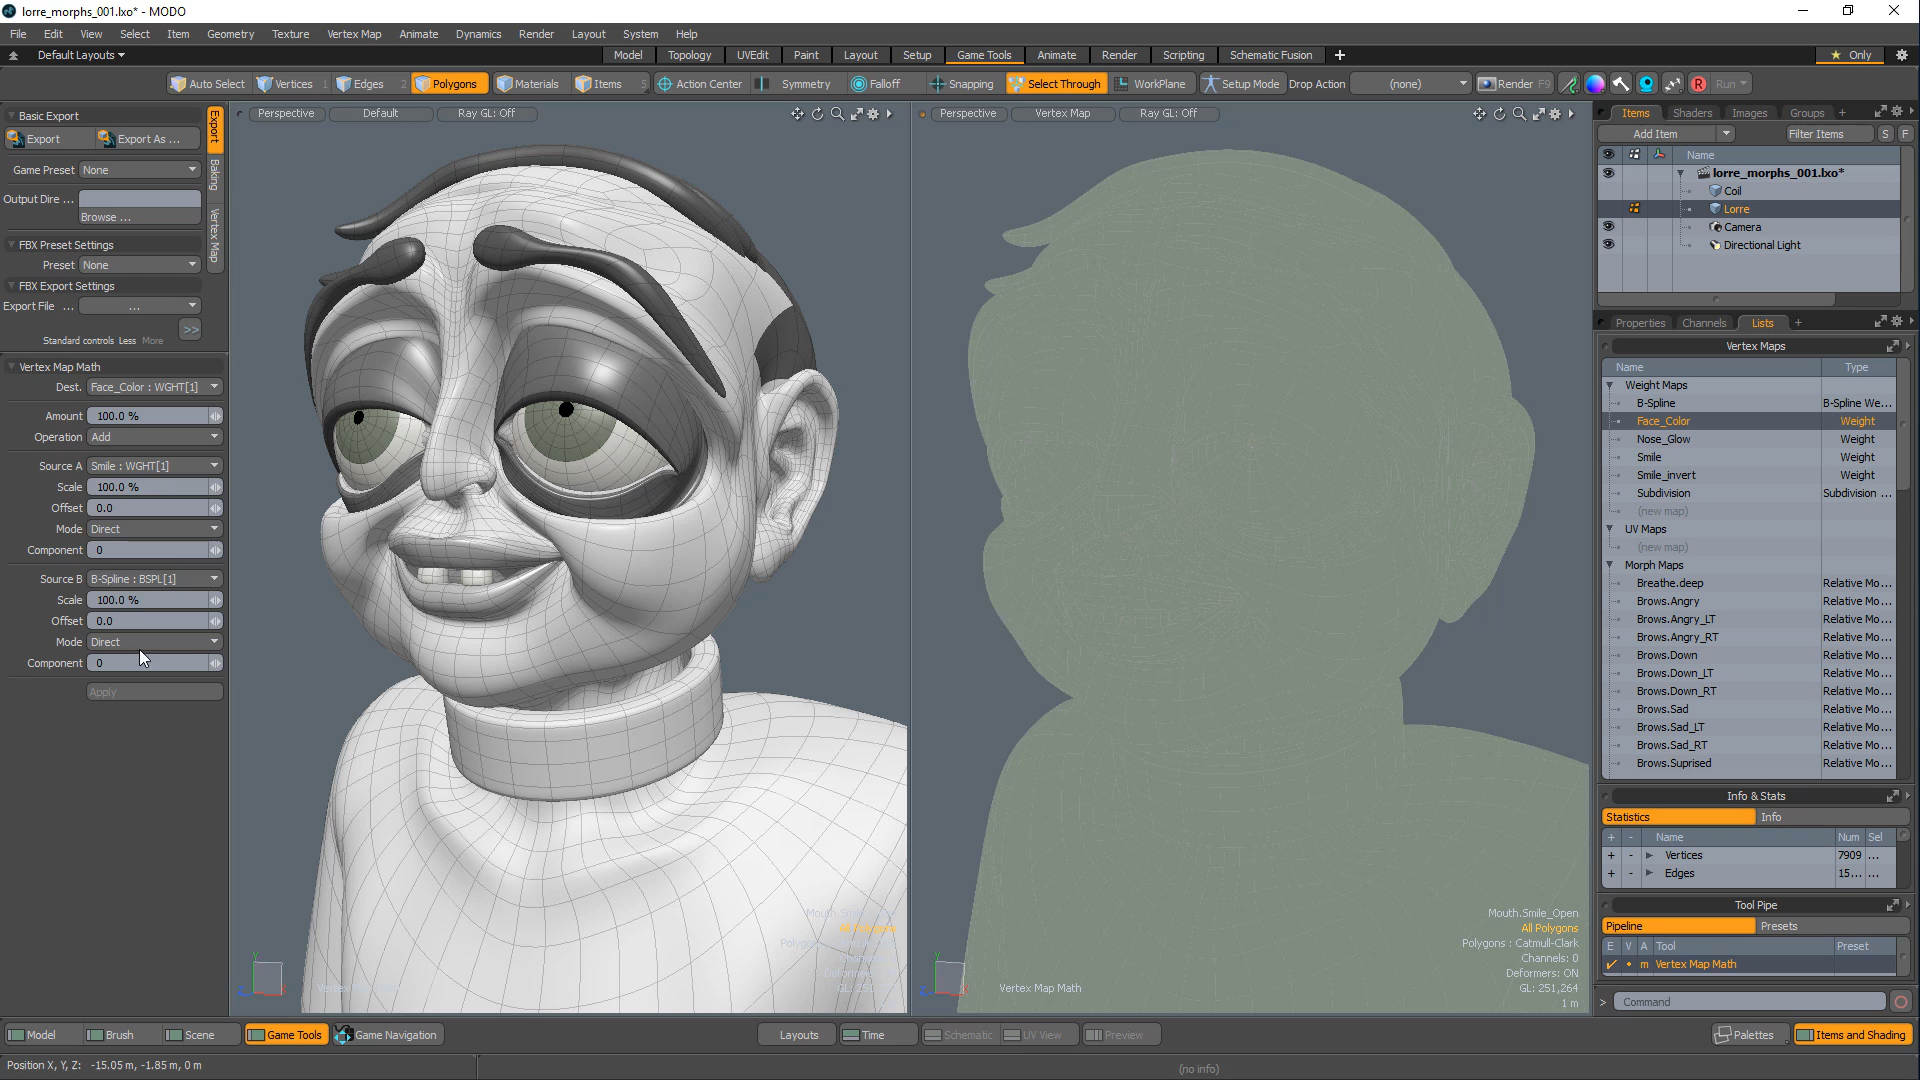 lorre_morphs_001.lxo* - MODO
File Edit View Select Item Geometry Texture Vertex Map Animate Dynamics Render Layout System Help
Default Layouts
Model Topology UVEdit Paint Layout Setup Game Tools Animate Render Scripting Schematic Fusion + Only
Auto Select Vertices 1 Edges 2 Polygons Materials Items 5 Action Center Symmetry Falloff Snapping Select Through WorkPlane Setup Mode Drop Action (none) Render F9 Run
Basic Export
Export Export As ...
Game Preset None
Output Dire ...
Browse ...
FBX Preset Settings
Preset None
FBX Export Settings
Export File ... ...
>>
Standard controls Less More
Export
Baking
Vertex Map
Vertex Map Math
Dest. Face_Color : WGHT[1]
Amount 100.0 %
Operation Add
Source A Smile : WGHT[1]
Scale 100.0 %
Offset 0.0
Mode Direct
Component 0
Source B B-Spline : BSPL[1]
Scale 100.0 %
Offset 0.0
Mode Direct
Component 0
Apply
Perspective Default Ray GL: Off
All Polygons
Vertex Map Math
Perspective Vertex Map Ray GL: Off
Mouth.Smile_Open
All Polygons
Polygons : Catmull-Clark
Channels: 0
Deformers: ON
GL: 251,264
1 m
Vertex Map Math
Items Shaders Images Groups +
Add Item Filter Items S F
Name
lorre_morphs_001.lxo*
Coil
Lorre
Camera
Directional Light
Properties Channels Lists +
Vertex Maps
Name Type
Weight Maps
B-Spline B-Spline We...
Face_Color Weight
Nose_Glow Weight
Smile Weight
Smile_invert Weight
Subdivision Subdivision ...
(new map)
UV Maps
(new map)
Morph Maps
Breathe.deep Relative Mo...
Brows.Angry Relative Mo...
Brows.Angry_LT Relative Mo...
Brows.Angry_RT Relative Mo...
Brows.Down Relative Mo...
Brows.Down_LT Relative Mo...
Brows.Down_RT Relative Mo...
Brows.Sad Relative Mo...
Brows.Sad_LT Relative Mo...
Brows.Sad_RT Relative Mo...
Brows.Suprised Relative Mo...
Info & Stats
Statistics Info
+ - Name Num Sel
+ - Vertices 7909 ...
+ - Edges 15... ...
Tool Pipe
Pipeline Presets
E V A Tool Preset
m Vertex Map Math
> Command
Model Brush Scene Game Tools Game Navigation Layouts Time Schematic UV View Preview Palettes Items and Shading
Position X, Y, Z: -15.05 m, -1.85 m, 0 m
(no info)